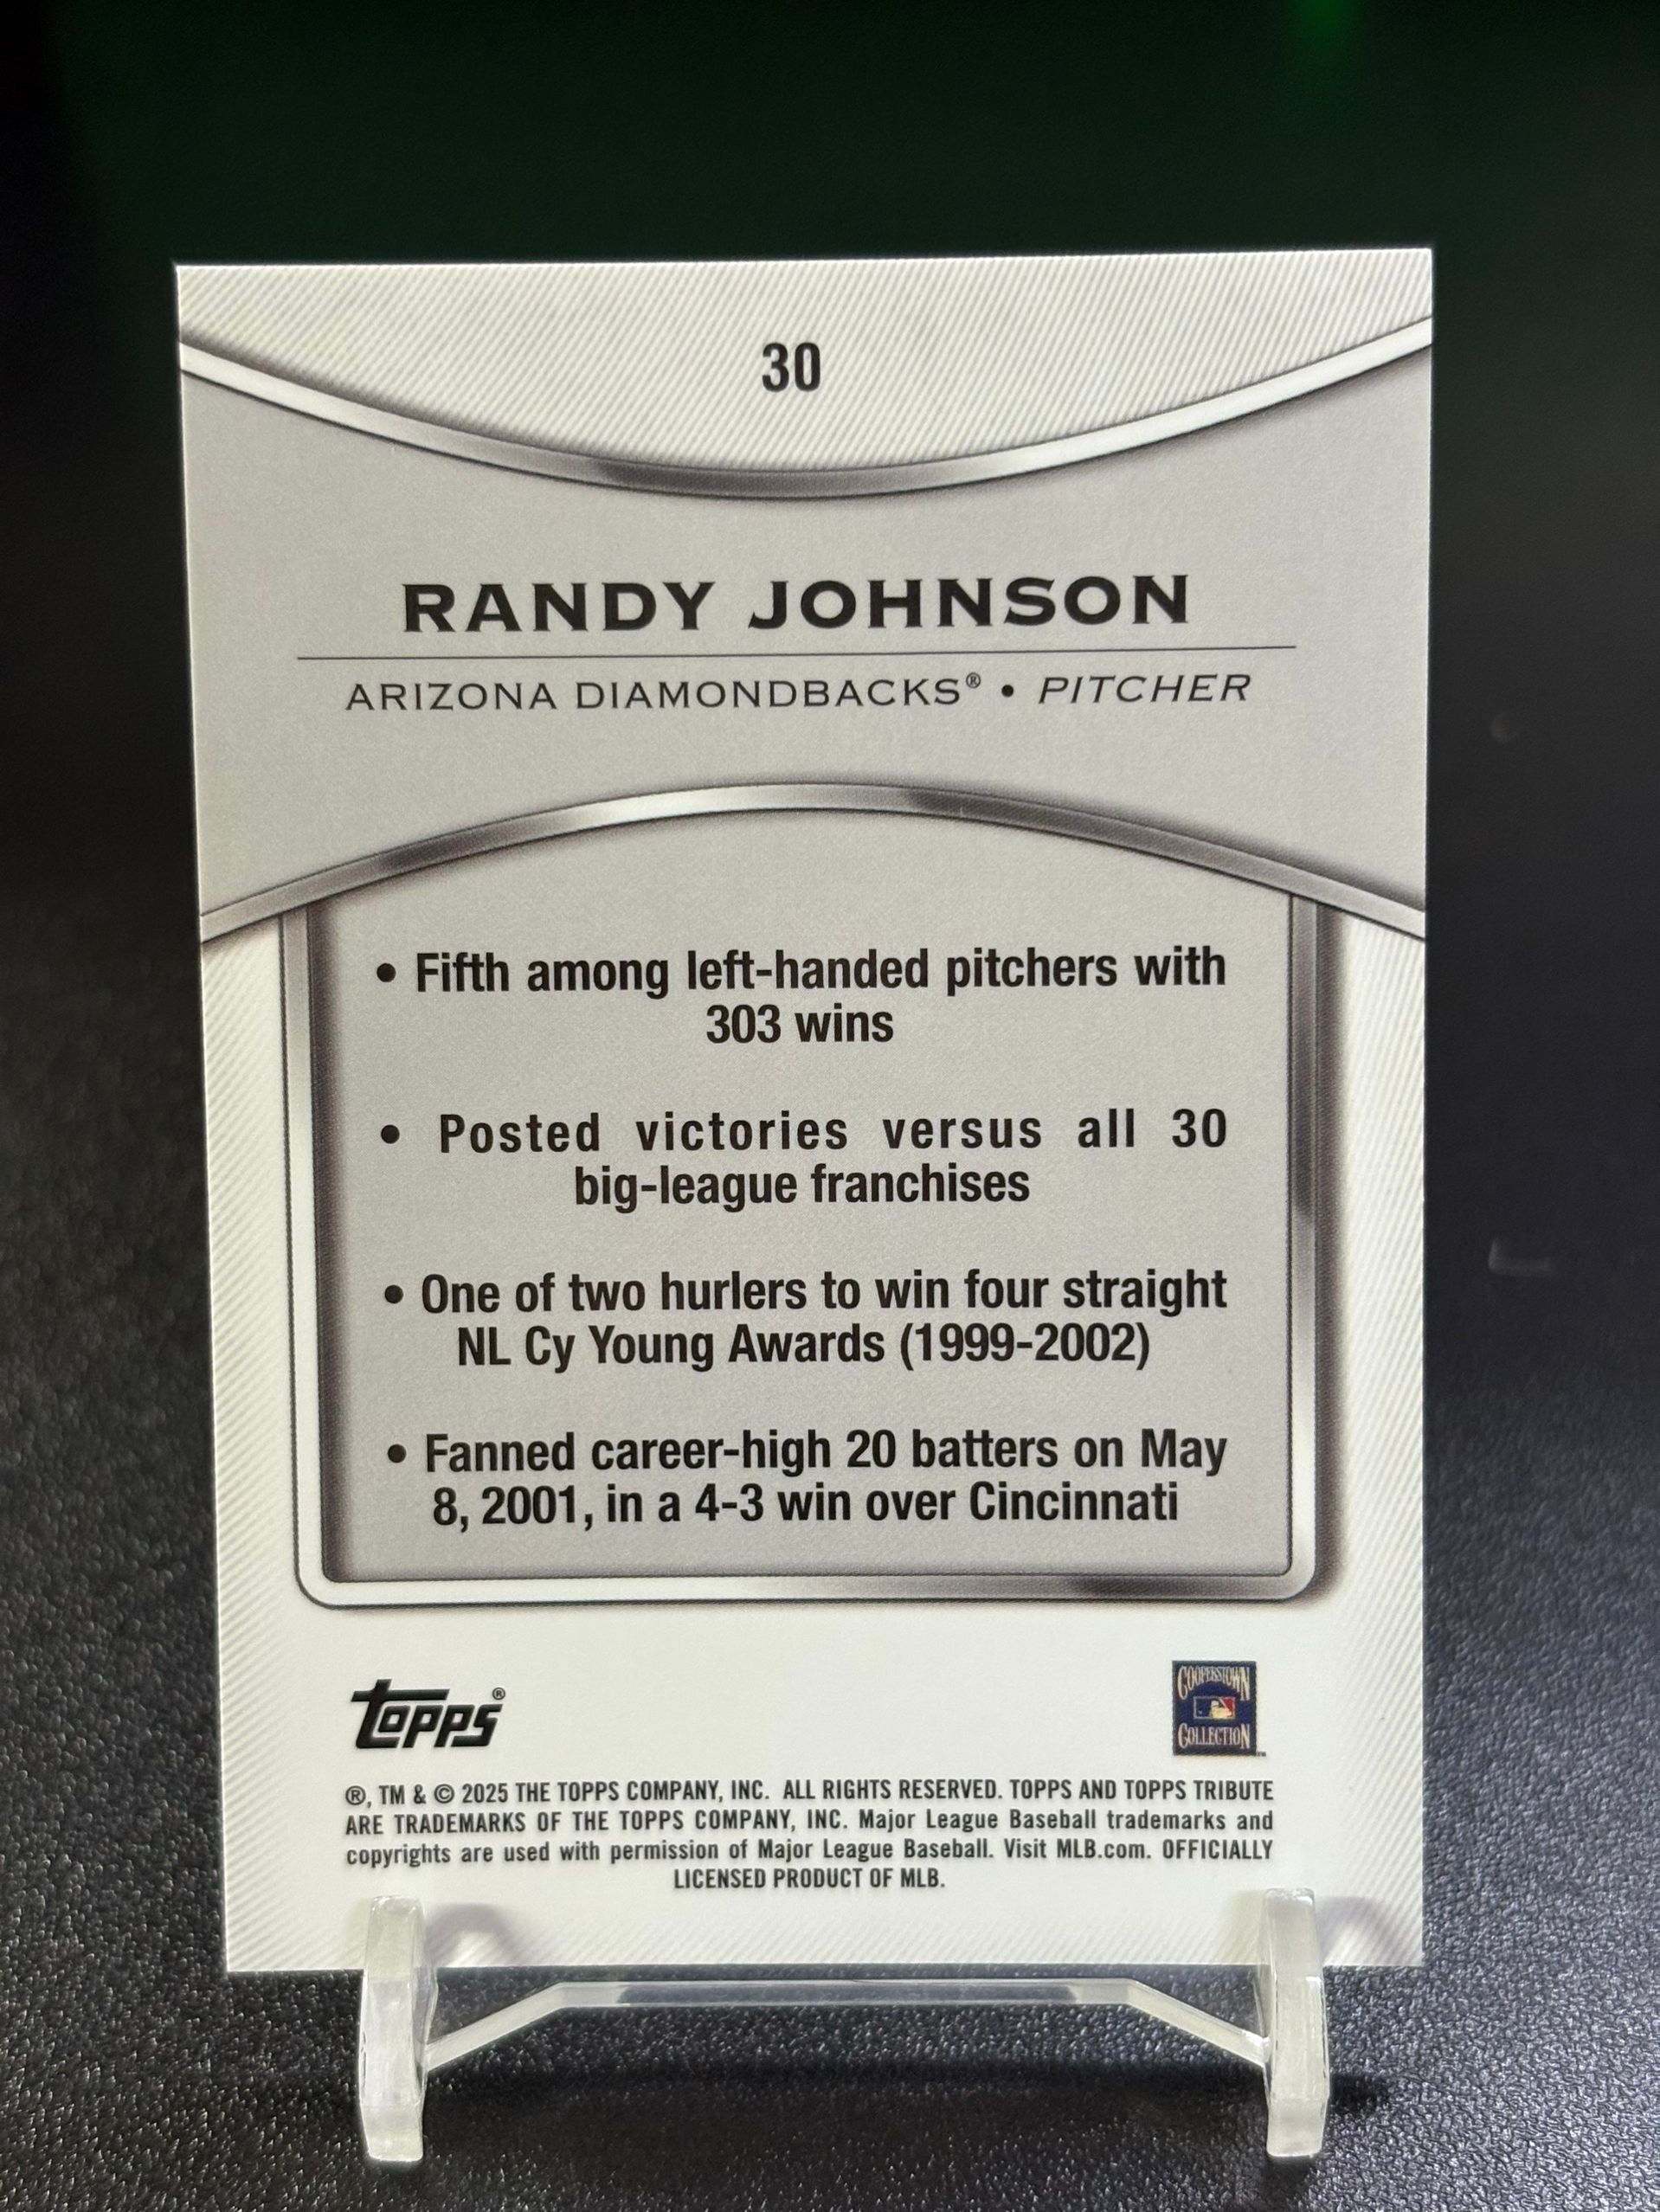 30
RANDY JOHNSON
ARIZONA DIAMONDBACKS® • PITCHER
• Fifth among left-handed pitchers with
303 wins
• Posted victories versus all 30
big-league franchises
• One of two hurlers to win four straight
NL Cy Young Awards (1999-2002)
• Fanned career-high 20 batters on May
8, 2001, in a 4-3 win over Cincinnati
topps®
COOPERSTOWN
COLLECTION™
®, TM & © 2025 THE TOPPS COMPANY, INC. ALL RIGHTS RESERVED. TOPPS AND TOPPS TRIBUTE
ARE TRADEMARKS OF THE TOPPS COMPANY, INC. Major League Baseball trademarks and
copyrights are used with permission of Major League Baseball. Visit MLB.com. OFFICIALLY
LICENSED PRODUCT OF MLB.